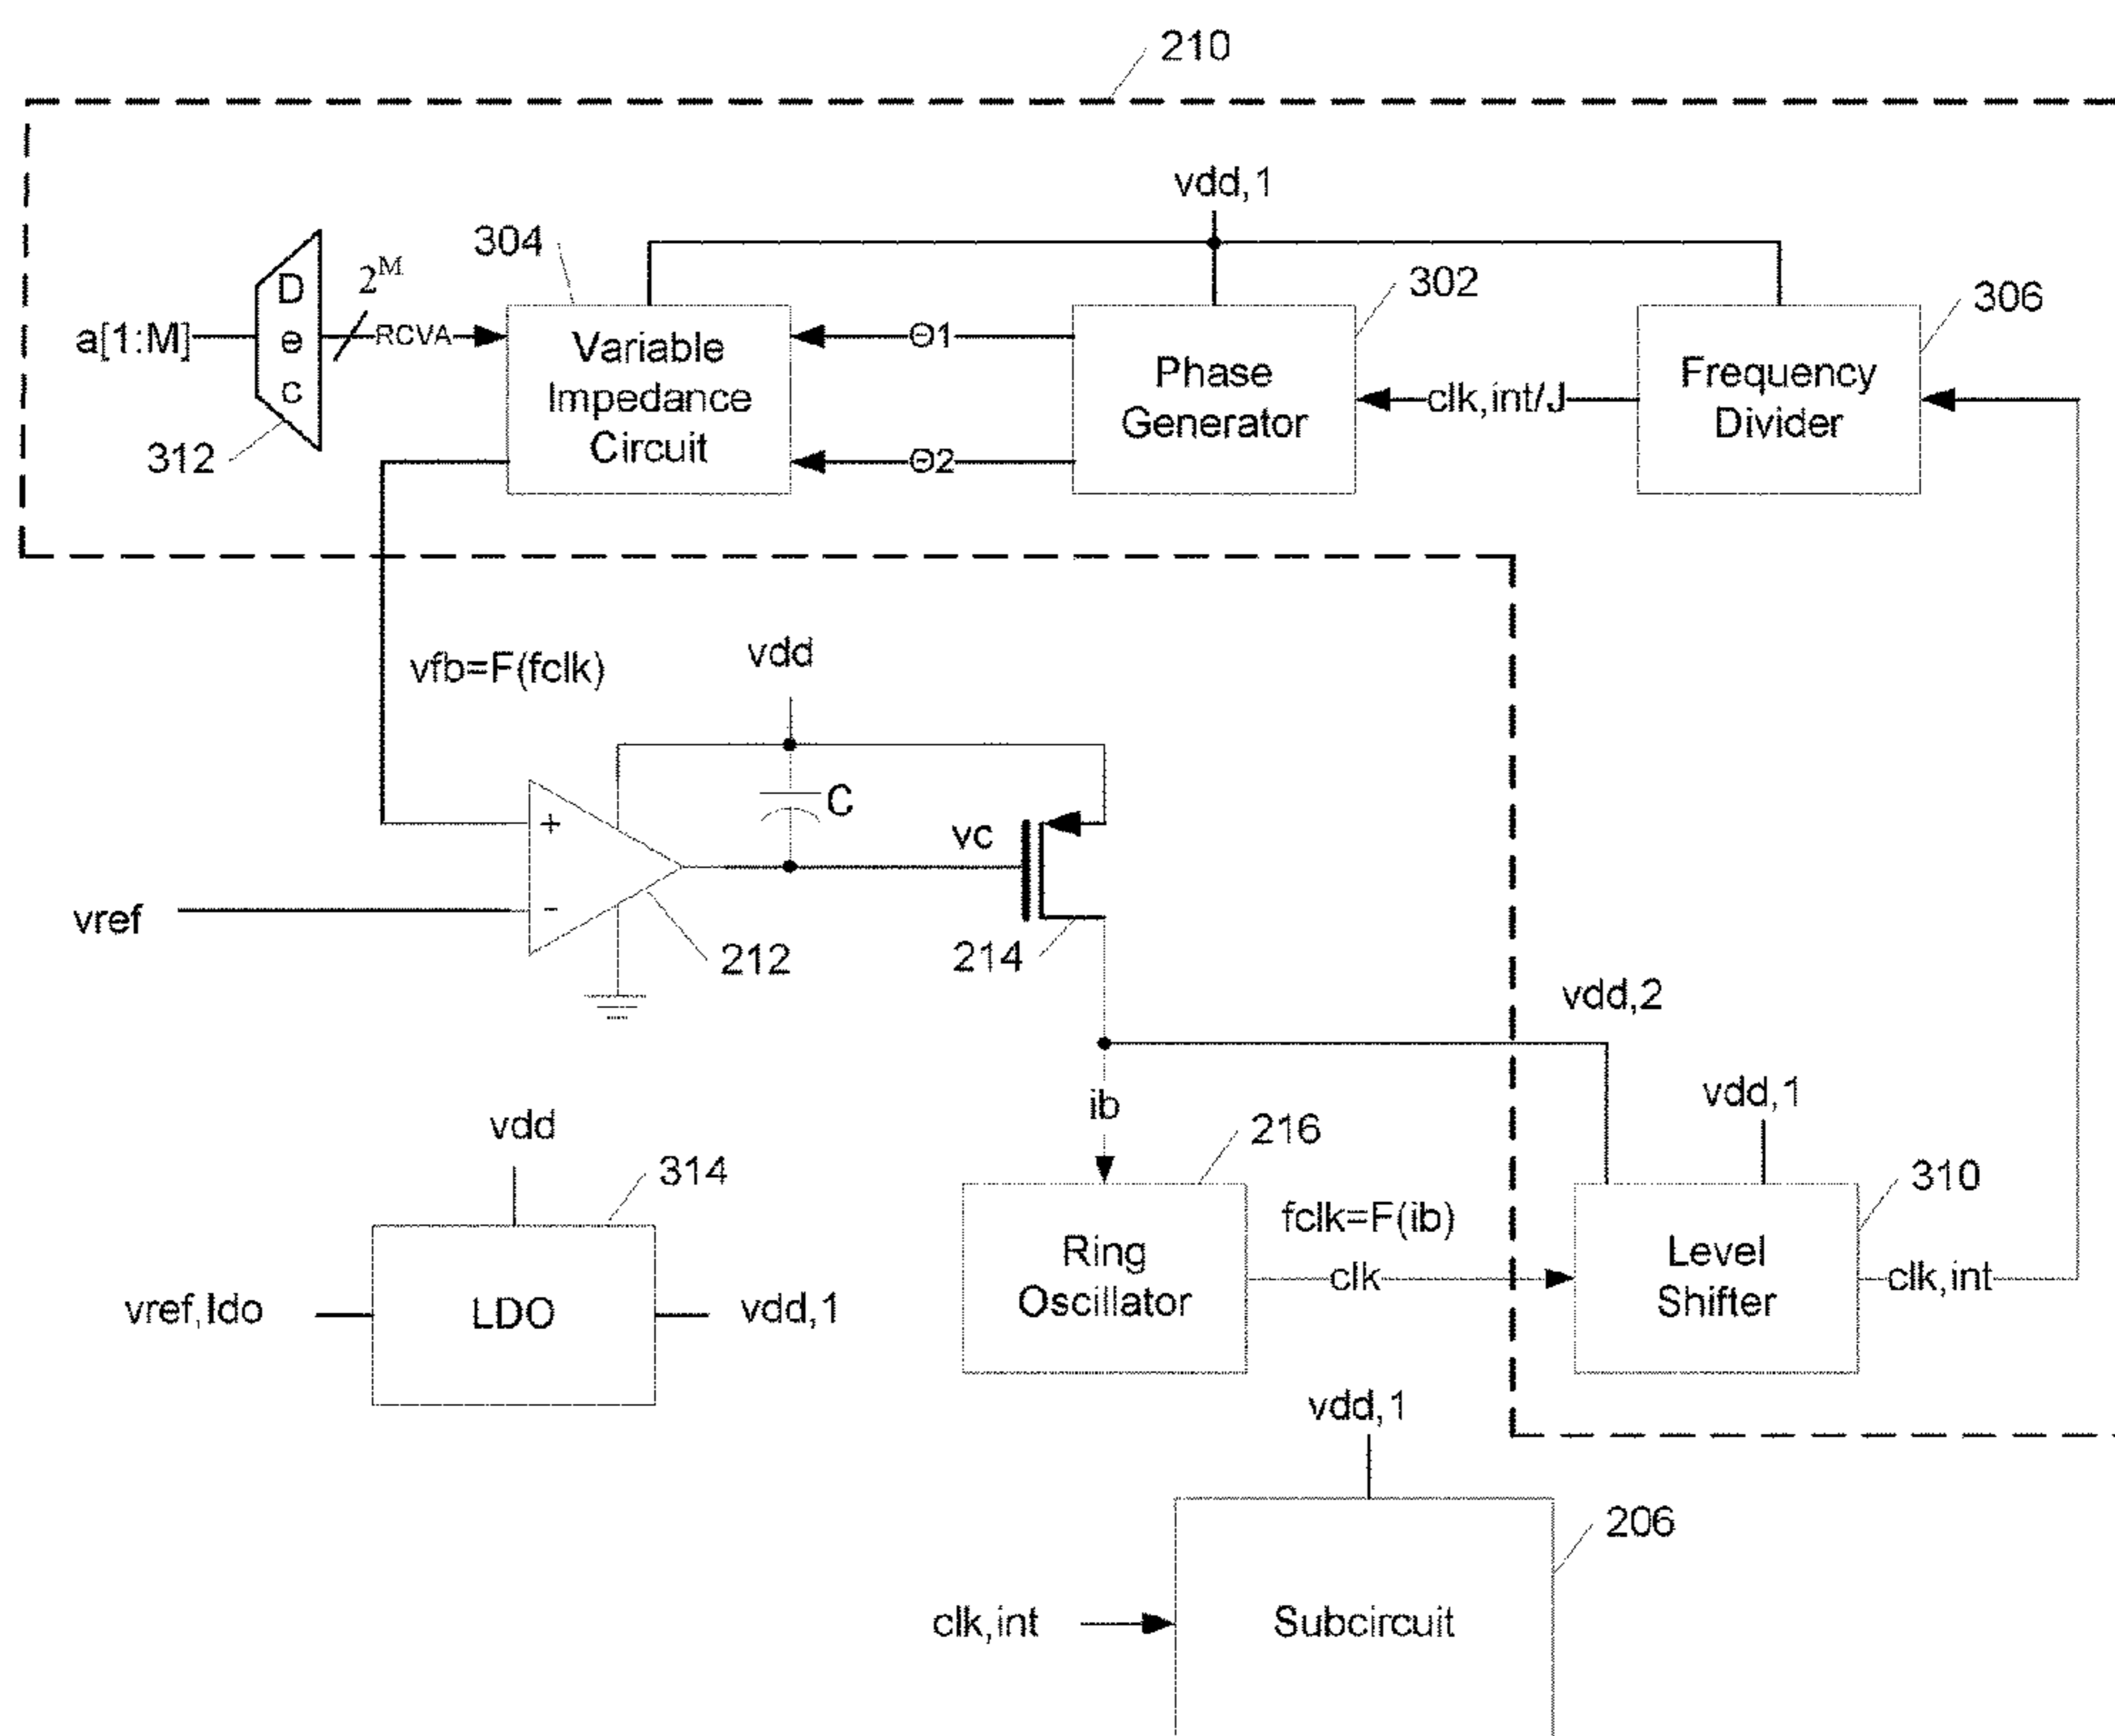 210
vdd,1
304
2^M
302
306
D
e
c
a[1:M]
RCVA
Variable
Impedance
Circuit
Θ1
Θ2
Phase
Generator
clk,int/J
Frequency
Divider
312
vfb=F(fclk)
vdd
C
+
-
vc
vref
212
214
vdd,2
ib
vdd,1
vdd
314
216
310
vref,ldo
LDO
vdd,1
Ring
Oscillator
fclk=F(ib)
clk
Level
Shifter
clk,int
vdd,1
206
clk,int
Subcircuit